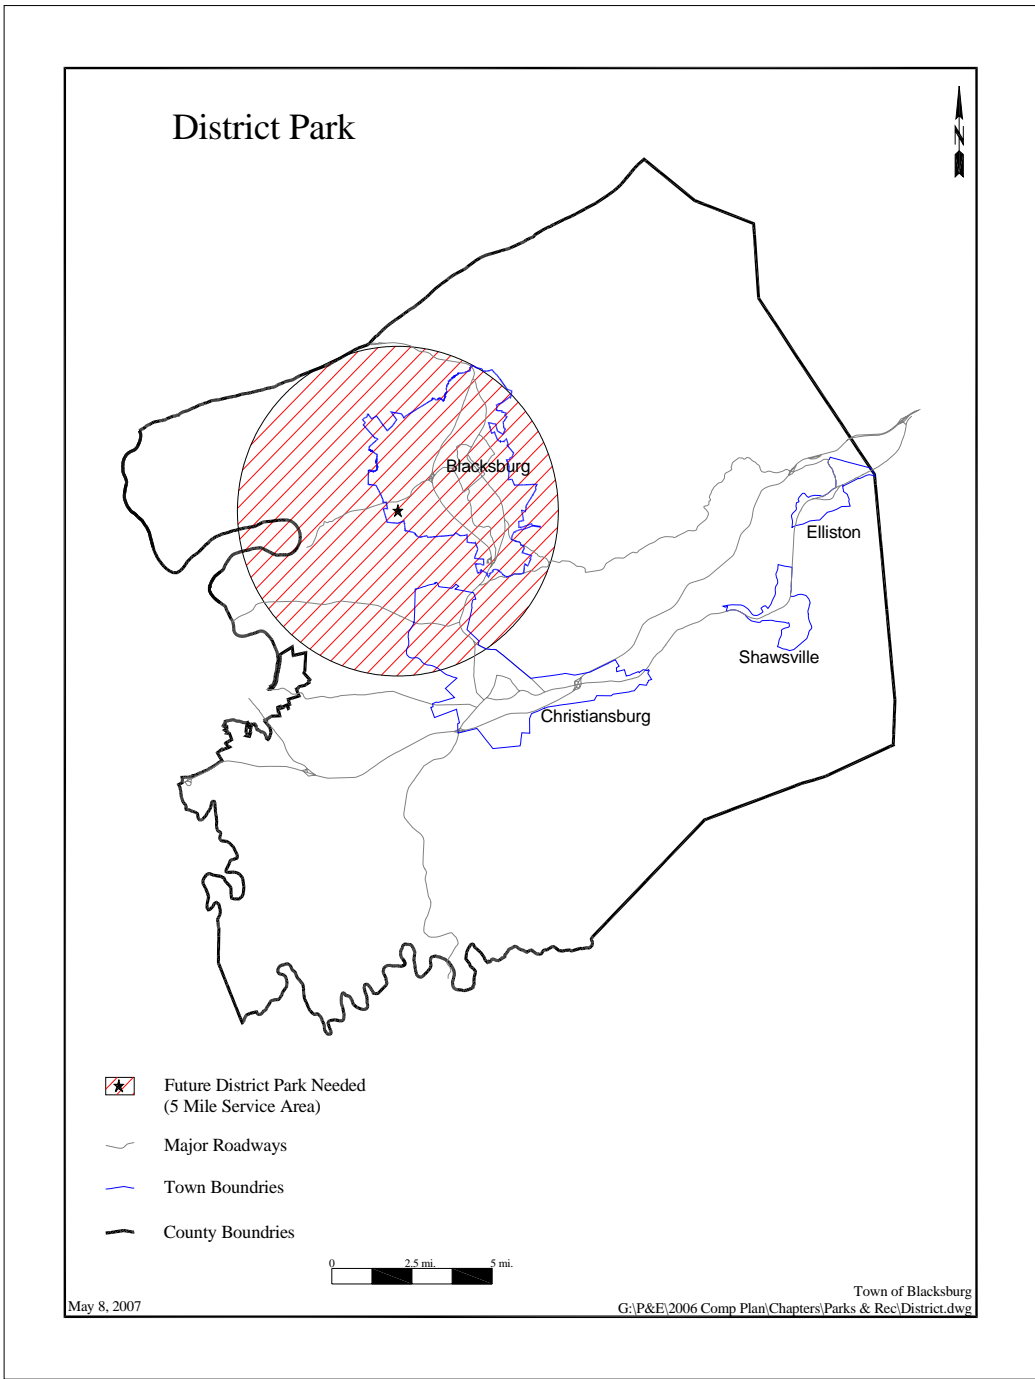 District Park
N
Blacksburg
Elliston
Shawsville
Christiansburg
Future District Park Needed
(5 Mile Service Area)
Major Roadways
Town Boundries
County Boundries
0 2.5 mi. 5 mi.
May 8, 2007
Town of Blacksburg
G:\P&E\2006 Comp Plan\Chapters\Parks & Rec\District.dwg